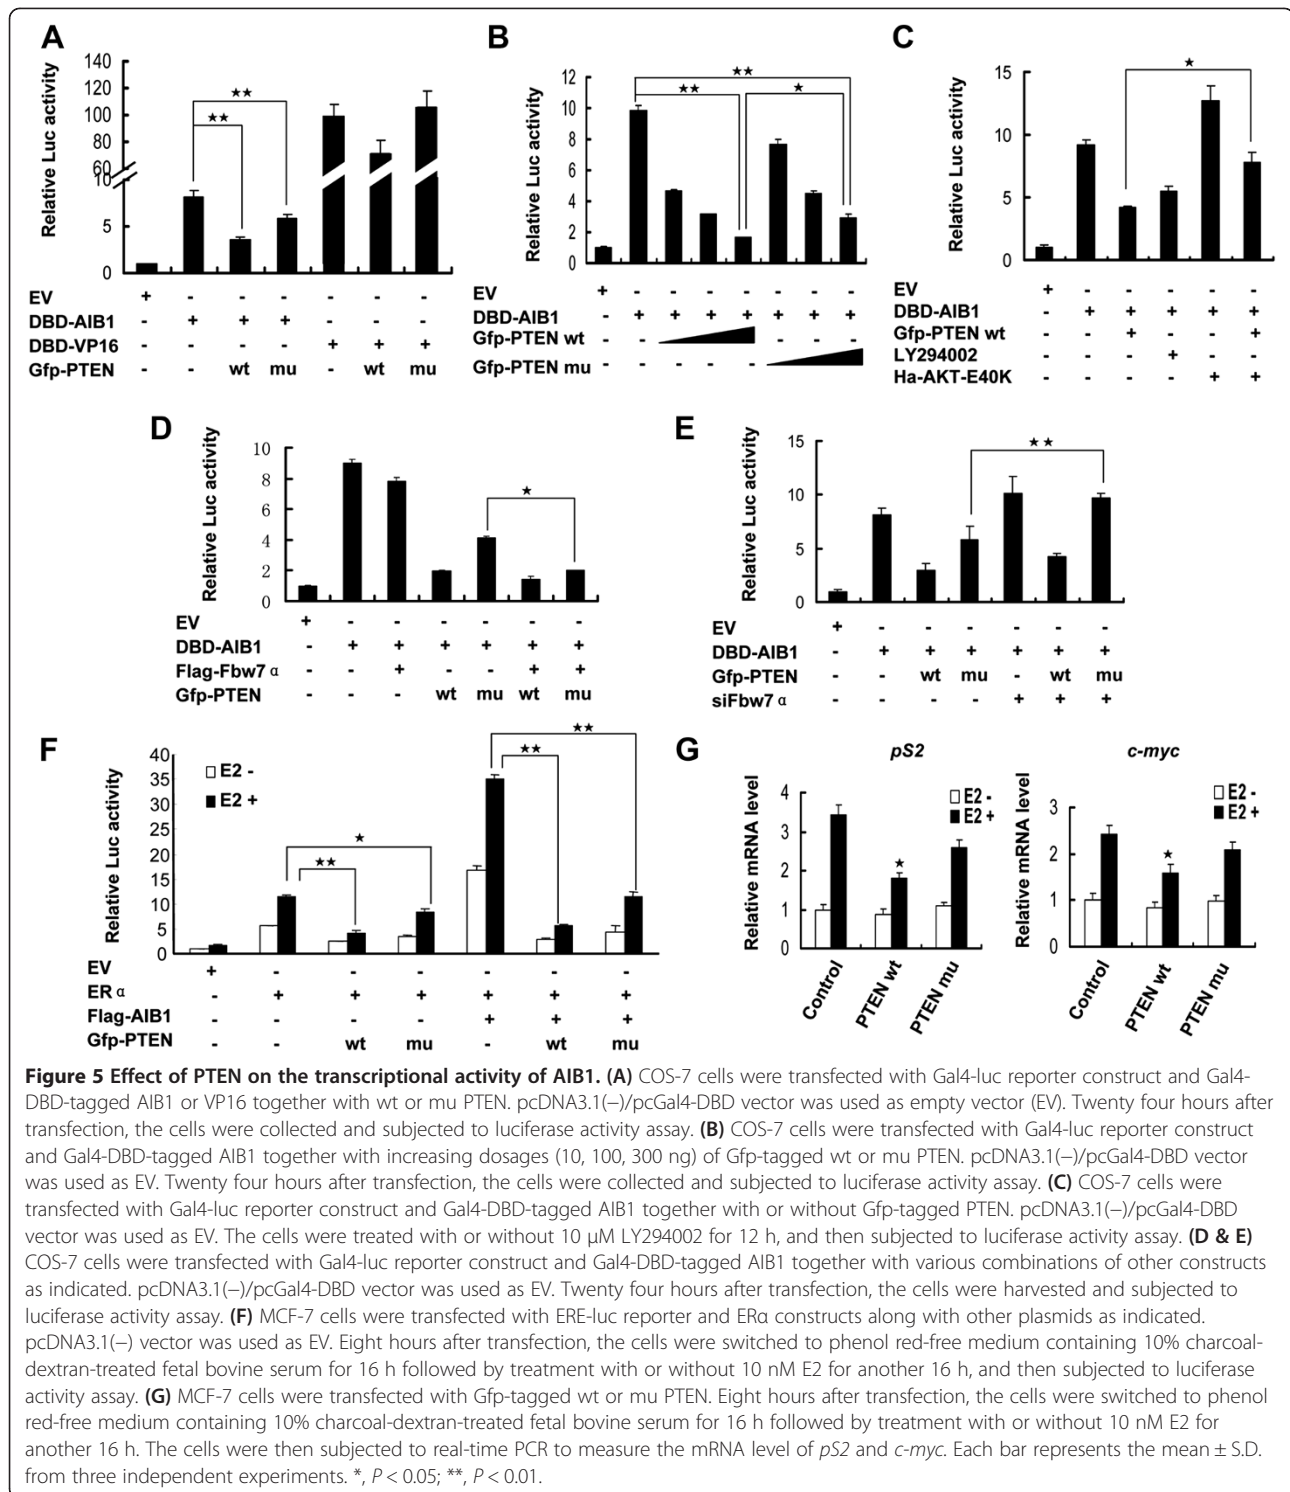 A
Relative Luc activity
140
120
100
80
60
10
5
0
EV + - - - - - -
DBD-AIB1 - + + + - - -
DBD-VP16 - - - - + + +
Gfp-PTEN - - wt mu - wt mu
★★
★★
B
Relative Luc activity
12
10
8
6
4
2
0
EV + - - - - - - -
DBD-AIB1 - + + + + + + +
Gfp-PTEN wt - - - - -
Gfp-PTEN mu - - - - -
★★
★★ ★
C
Relative Luc activity
15
10
5
0
EV + - - - - -
DBD-AIB1 - + + + + +
Gfp-PTEN wt - - + - - +
LY294002 - - - + - -
Ha-AKT-E40K - - - - + +
★
D
Relative Luc activity
10
8
6
4
2
0
EV + - - - - - -
DBD-AIB1 - + + + + + +
Flag-Fbw7 α - - + - - + +
Gfp-PTEN - - - wt mu wt mu
★
E
Relative Luc activity
15
10
5
0
EV + - - - - - -
DBD-AIB1 - + + + + + +
Gfp-PTEN - - wt mu - wt mu
siFbw7 α - - - - + + +
★★
F
Relative Luc activity
40
35
30
25
20
15
10
5
0
E2 -
E2 +
EV + - - - - - -
ER α - + + + + + +
Flag-AIB1 - - - - + + +
Gfp-PTEN - - wt mu - wt mu
★★
★★
★
★★
G
pS2
Relative mRNA level
4
3
2
1
0
E2 -
E2 +
★
Control
PTEN wt
PTEN mu
c-myc
Relative mRNA level
3
2
1
0
E2 -
E2 +
★
Control
PTEN wt
PTEN mu
Figure 5 Effect of PTEN on the transcriptional activity of AIB1. (A) COS-7 cells were transfected with Gal4-luc reporter construct and Gal4-
DBD-tagged AIB1 or VP16 together with wt or mu PTEN. pcDNA3.1(−)/pcGal4-DBD vector was used as empty vector (EV). Twenty four hours after
transfection, the cells were collected and subjected to luciferase activity assay. (B) COS-7 cells were transfected with Gal4-luc reporter construct
and Gal4-DBD-tagged AIB1 together with increasing dosages (10, 100, 300 ng) of Gfp-tagged wt or mu PTEN. pcDNA3.1(−)/pcGal4-DBD vector
was used as EV. Twenty four hours after transfection, the cells were collected and subjected to luciferase activity assay. (C) COS-7 cells were
transfected with Gal4-luc reporter construct and Gal4-DBD-tagged AIB1 together with or without Gfp-tagged PTEN. pcDNA3.1(−)/pcGal4-DBD
vector was used as EV. The cells were treated with or without 10 μM LY294002 for 12 h, and then subjected to luciferase activity assay. (D & E)
COS-7 cells were transfected with Gal4-luc reporter construct and Gal4-DBD-tagged AIB1 together with various combinations of other constructs
as indicated. pcDNA3.1(−)/pcGal4-DBD vector was used as EV. Twenty four hours after transfection, the cells were harvested and subjected to
luciferase activity assay. (F) MCF-7 cells were transfected with ERE-luc reporter and ERα constructs along with other plasmids as indicated.
pcDNA3.1(−) vector was used as EV. Eight hours after transfection, the cells were switched to phenol red-free medium containing 10% charcoal-
dextran-treated fetal bovine serum for 16 h followed by treatment with or without 10 nM E2 for another 16 h, and then subjected to luciferase
activity assay. (G) MCF-7 cells were transfected with Gfp-tagged wt or mu PTEN. Eight hours after transfection, the cells were switched to phenol
red-free medium containing 10% charcoal-dextran-treated fetal bovine serum for 16 h followed by treatment with or without 10 nM E2 for
another 16 h. The cells were then subjected to real-time PCR to measure the mRNA level of pS2 and c-myc. Each bar represents the mean ± S.D.
from three independent experiments. *, P < 0.05; **, P < 0.01.